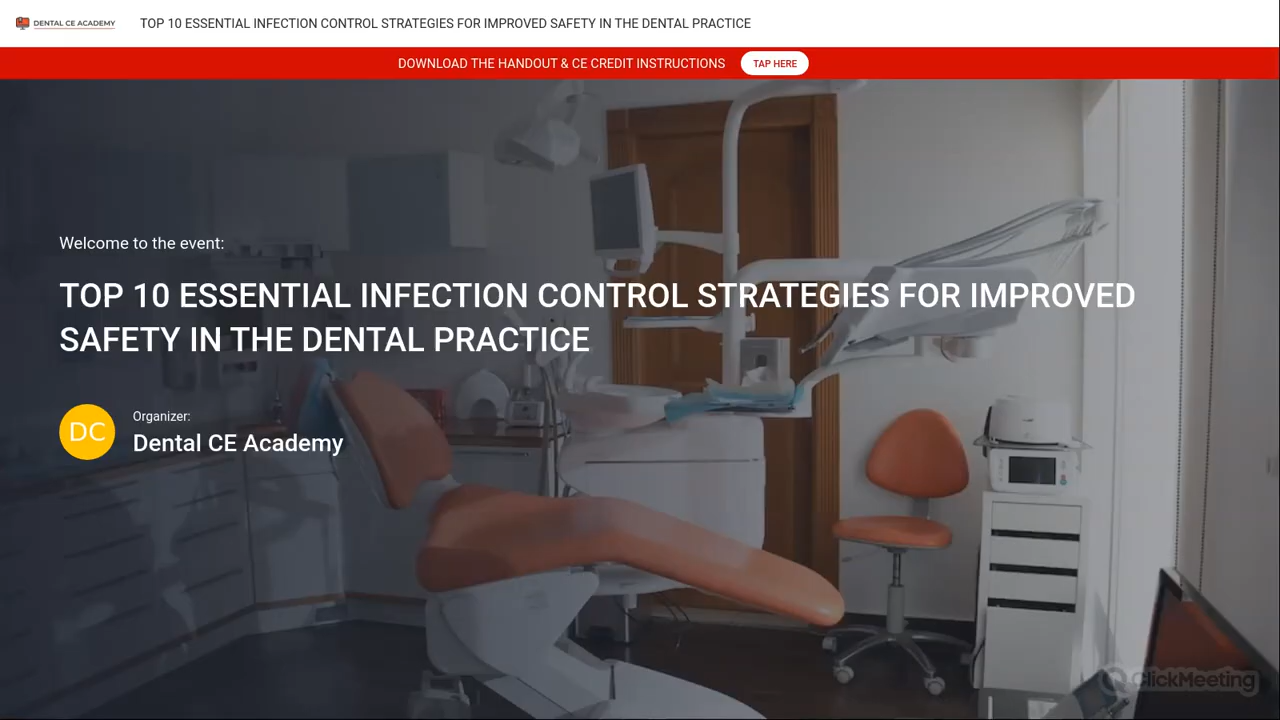 DENTAL CE ACADEMY
TOP 10 ESSENTIAL INFECTION CONTROL STRATEGIES FOR IMPROVED SAFETY IN THE DENTAL PRACTICE
DOWNLOAD THE HANDOUT & CE CREDIT INSTRUCTIONS
TAP HERE
Welcome to the event:
TOP 10 ESSENTIAL INFECTION CONTROL STRATEGIES FOR IMPROVED
SAFETY IN THE DENTAL PRACTICE
DC
Organizer:
Dental CE Academy
ClickMeeting